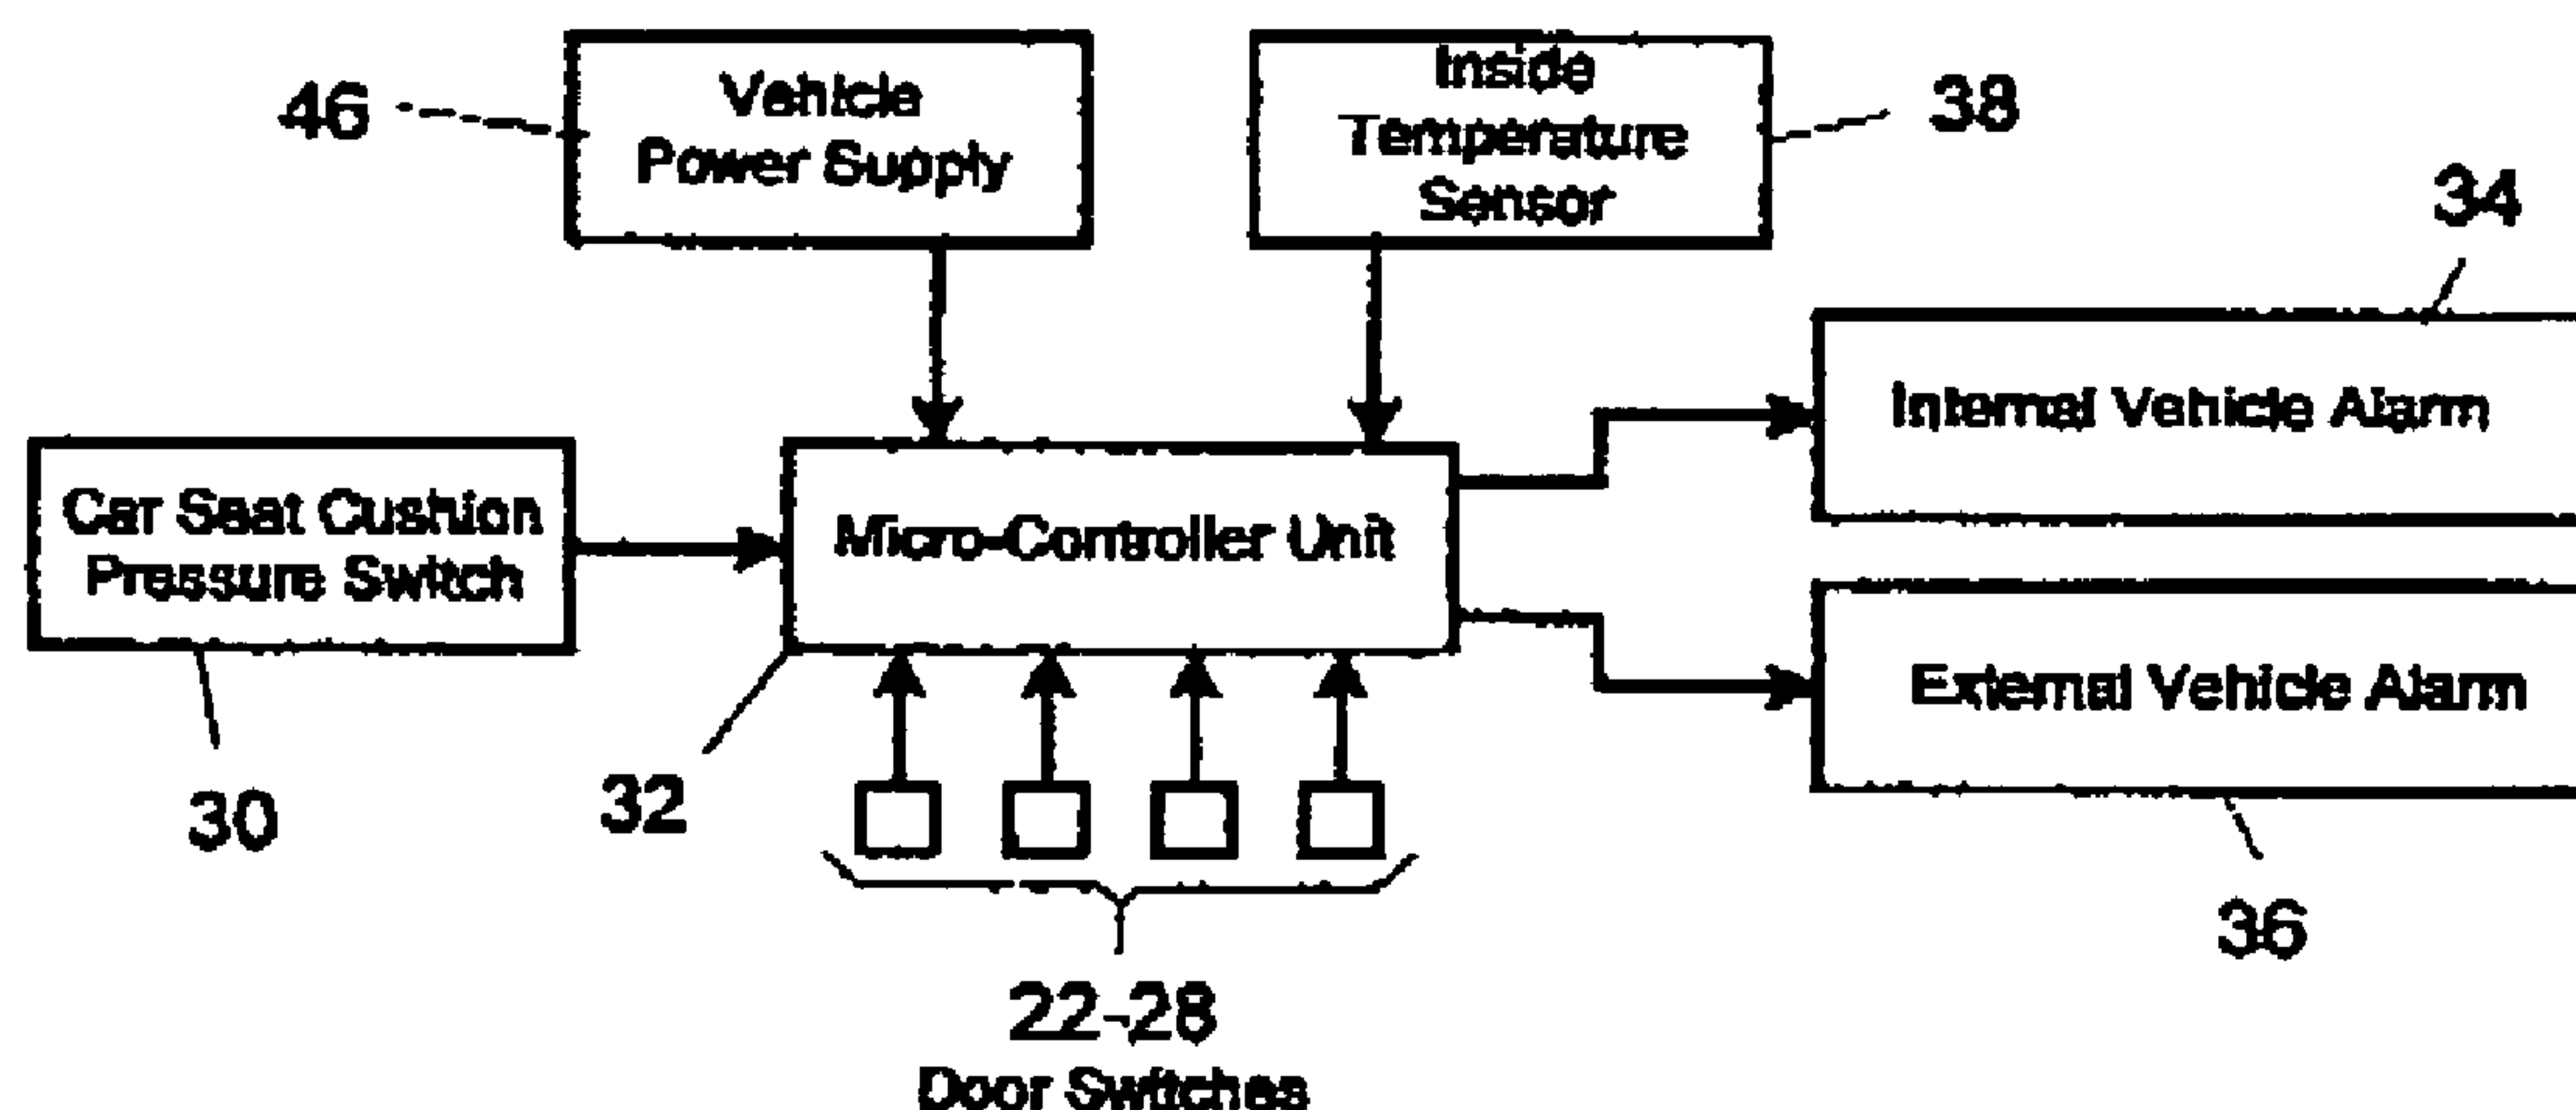 46
Vehicle
Power Supply
Inside
Temperature
Sensor
38
34
Internal Vehicle Alarm
Car Seat Cushion
Pressure Switch
Micro-Controller Unit
External Vehicle Alarm
30
32
36
22-28
Door Switches